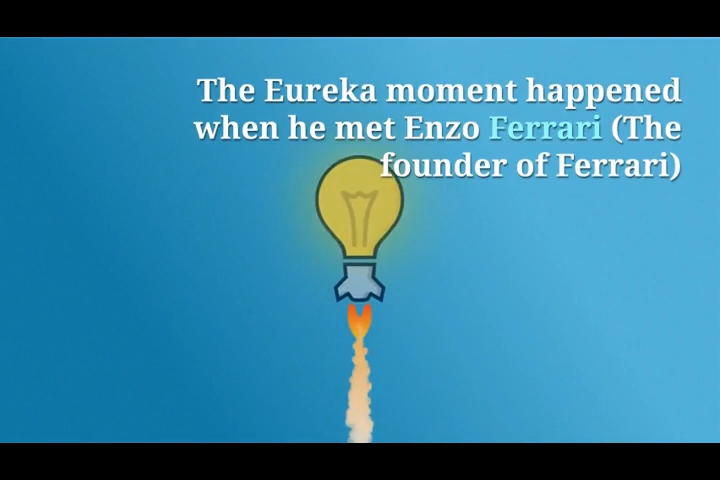 The Eureka moment happened
when he met Enzo Ferrari (The
founder of Ferrari)